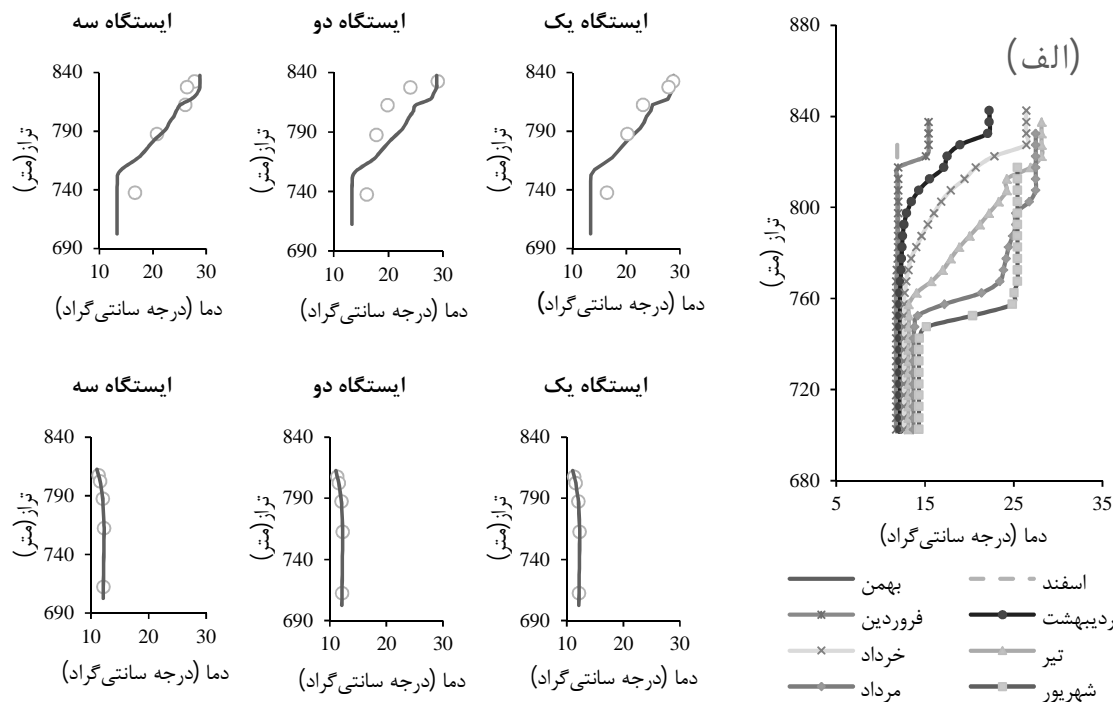 ایستگاه یک
ایستگاه دو
ایستگاه سه
840
790
740
690
10 20 30
تراز (متر)
دما (درجه سانتی‌گراد)
840
790
740
690
10 20 30
تراز (متر)
دما (درجه سانتی‌گراد)
840
790
740
690
10 20 30
تراز(متر)
دما (درجه سانتی‌گراد)
ایستگاه یک
ایستگاه دو
ایستگاه سه
840
790
740
690
10 20 30
تراز(متر)
دما (درجه سانتی‌گراد)
840
790
740
690
10 20 30
تراز(متر)
دما (درجه سانتی‌گراد)
840
790
740
690
10 20 30
تراز(متر)
دما (درجه سانتی‌گراد)
(الف)
880
840
800
760
720
680
5 15 25 35
تراز (متر)
دما (درجه سانتی‌گراد)
بهمن
اسفند
فروردین
ردیبهشت
خرداد
تیر
مرداد
شهریور